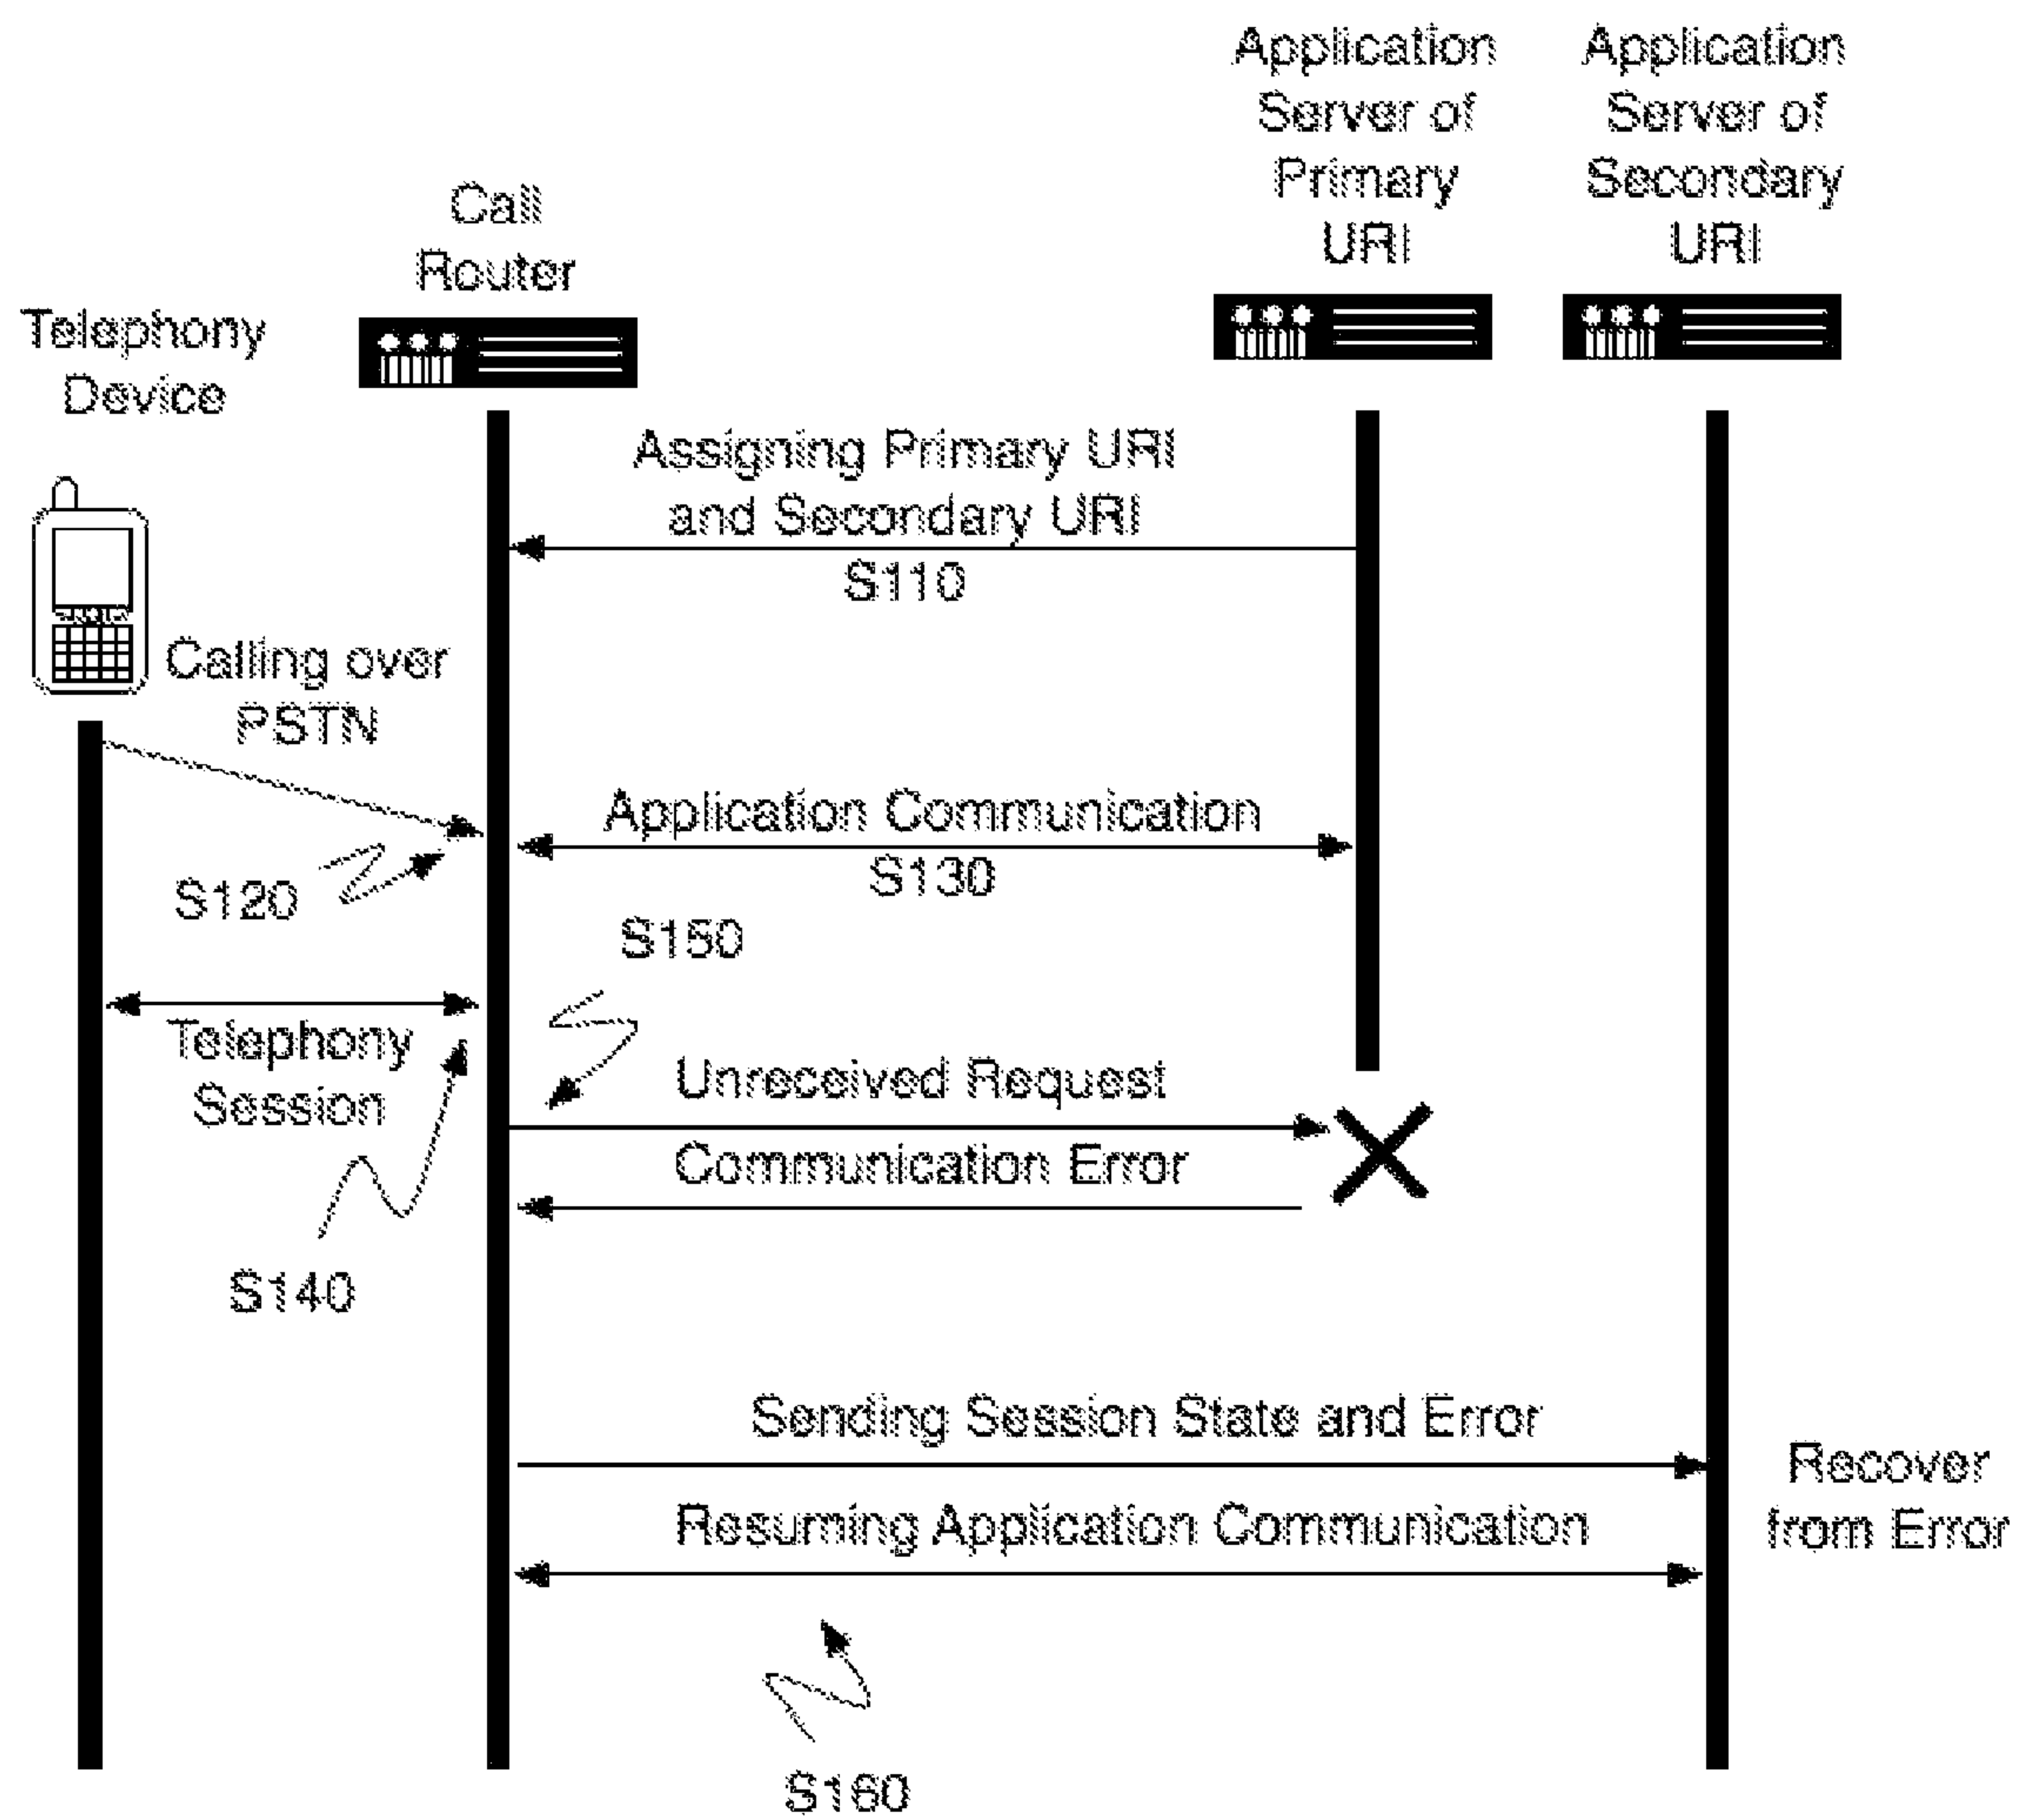 Application
Server of
Primary
URI
Application
Server of
Secondary
URI
Call
Router
Telephony
Device
Assigning Primary URI
and Secondary URI
S110
Calling over
PSTN
Application Communication
S130
S120
S150
Telephony
Session
Unreceived Request
Communication Error
S140
Sending Session State and Error
Recover
from Error
Resuming Application Communication
S160